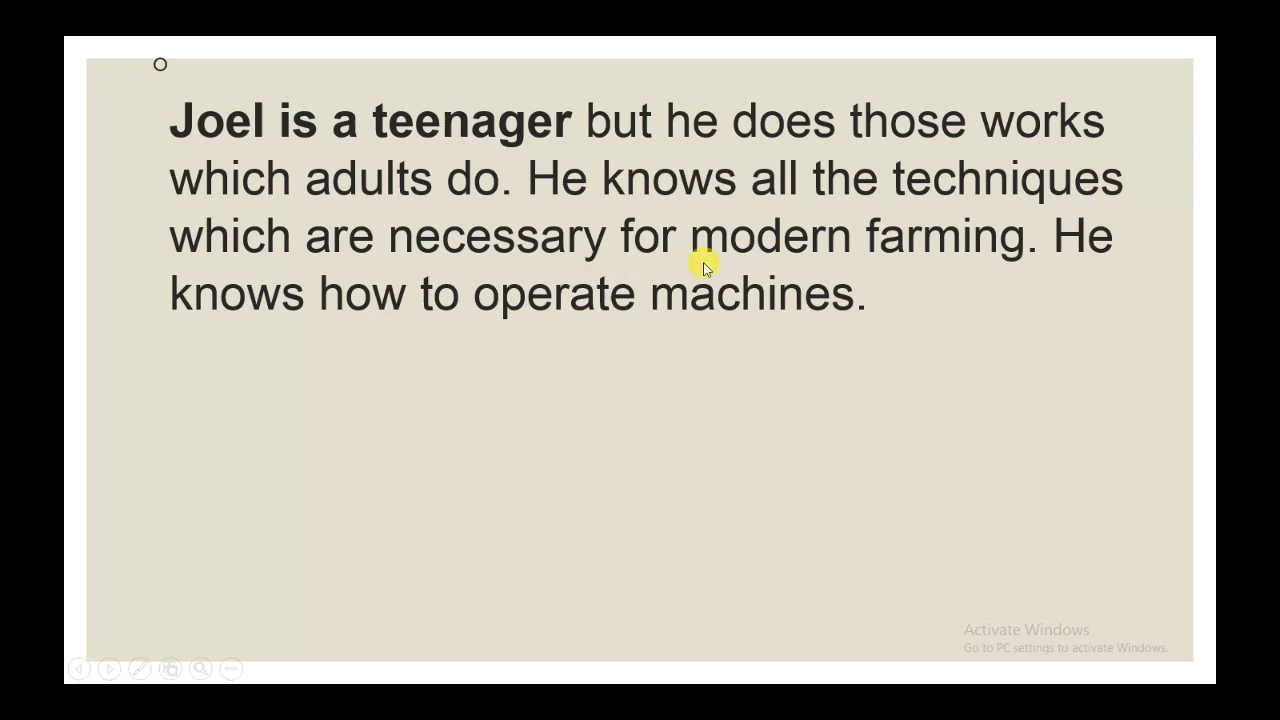 Joel is a teenager but he does those works
which adults do. He knows all the techniques
which are necessary for modern farming. He
knows how to operate machines.
Activate Windows
Go to PC settings to activate Windows.